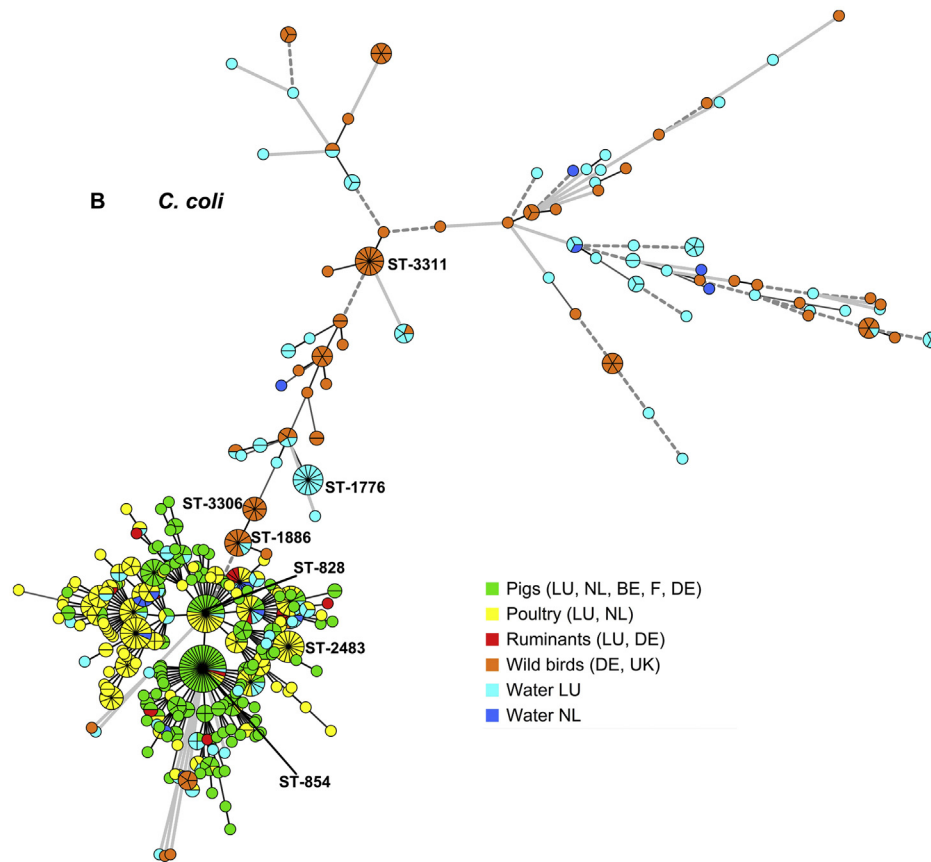 B C. coli
ST-3311
ST-1776
ST-3306
ST-1886
ST-828
ST-2483
ST-854
Pigs (LU, NL, BE, F, DE)
Poultry (LU, NL)
Ruminants (LU, DE)
Wild birds (DE, UK)
Water LU
Water NL